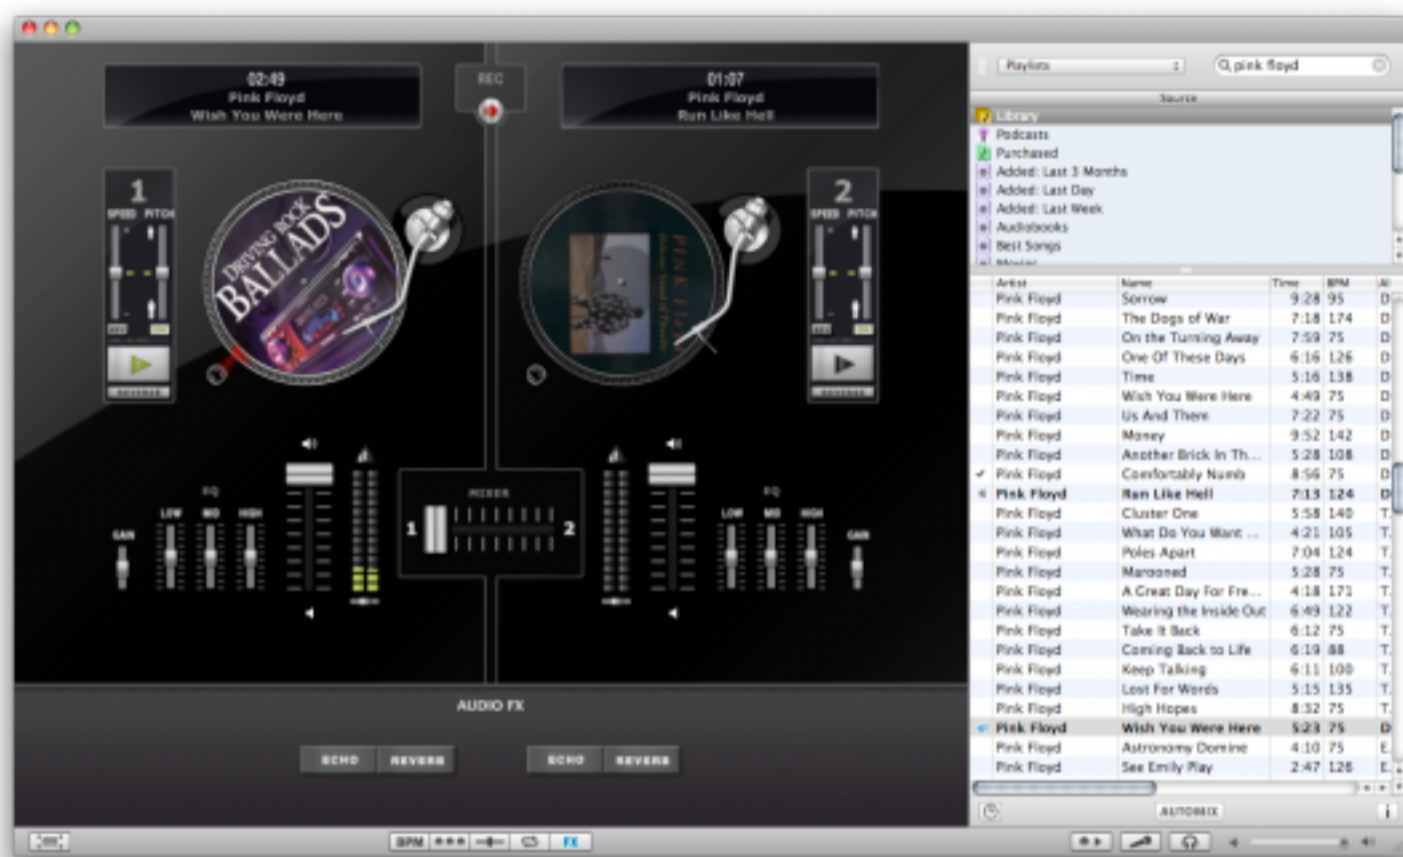 02:49
Pink Floyd
Wish You Were Here
REC
01:07
Pink Floyd
Run Like Hell
1
SPEED PITCH
REVERSE
DRIVING ROCK
BALLADS
PINK Floyd
2
SPEED PITCH
REVERSE
EQ
GAIN LOW MID HIGH
MIXER
1 2
EQ
LOW MID HIGH GAIN
AUDIO FX
ECHO REVERB
ECHO REVERB
BPM FX
Playlists
pink floyd
Source
Library
Podcasts
Purchased
Added: Last 3 Months
Added: Last Day
Added: Last Week
Audiobooks
Best Songs
Artist Name Time BPM Al
Pink Floyd Sorrow 9:28 95 D
Pink Floyd The Dogs of War 7:18 174 D
Pink Floyd On the Turning Away 7:59 75 D
Pink Floyd One Of These Days 6:16 126 D
Pink Floyd Time 5:16 138 D
Pink Floyd Wish You Were Here 4:49 75 D
Pink Floyd Us And Them 7:22 75 D
Pink Floyd Money 9:52 142 D
Pink Floyd Another Brick In Th... 5:28 108 D
Pink Floyd Comfortably Numb 8:56 75 D
Pink Floyd Run Like Hell 7:13 124 D
Pink Floyd Cluster One 5:58 140 T.
Pink Floyd What Do You Want ... 4:21 105 T.
Pink Floyd Poles Apart 7:04 124 T.
Pink Floyd Marooned 5:28 75 T.
Pink Floyd A Great Day For Fre... 4:18 171 T.
Pink Floyd Wearing the Inside Out 6:49 122 T.
Pink Floyd Take It Back 6:12 75 T.
Pink Floyd Coming Back to Life 6:19 88 T.
Pink Floyd Keep Talking 6:11 100 T.
Pink Floyd Lost For Words 5:15 135 T.
Pink Floyd High Hopes 8:32 75 T.
Pink Floyd Wish You Were Here 5:23 75 D
Pink Floyd Astronomy Domine 4:10 75 E.
Pink Floyd See Emily Play 2:47 126 E.
AUTOMIX